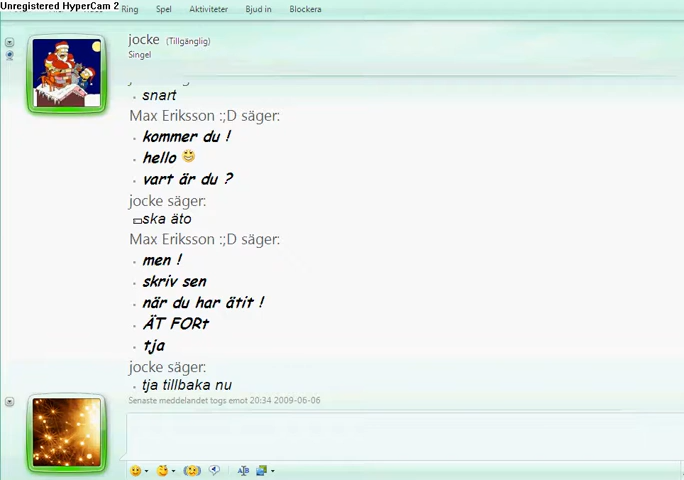 Unregistered HyperCam 2
Ring Spel Aktiviteter Bjud in Blockera
jocke (Tillgänglig)
Singel
snart
Max Eriksson :;D säger:
kommer du !
hello
vart är du ?
jocke säger:
ska äto
Max Eriksson :;D säger:
men !
skriv sen
när du har ätit !
ÄT FORt
tja
jocke säger:
tja tillbaka nu
Senaste meddelandet togs emot 20:34 2009-06-06